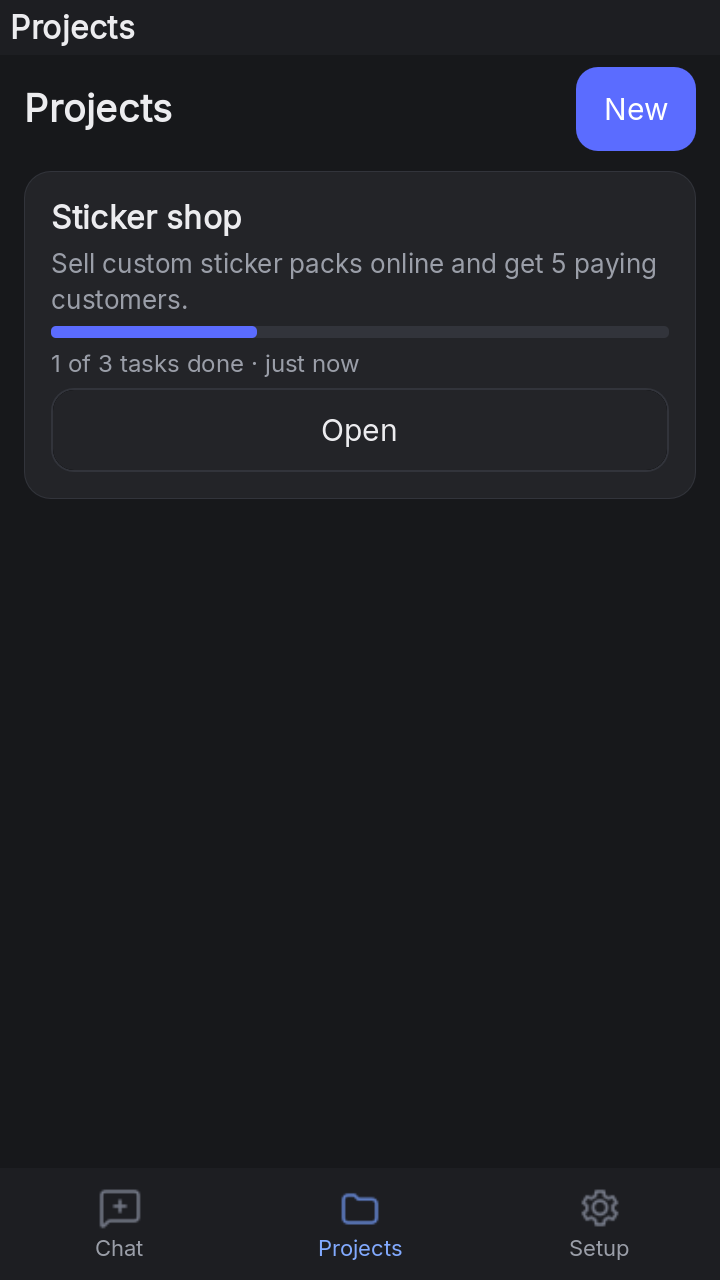 Projects
Projects
New
Sticker shop
Sell custom sticker packs online and get 5 paying
customers.
1 of 3 tasks done · just now
Open
Chat
Projects
Setup